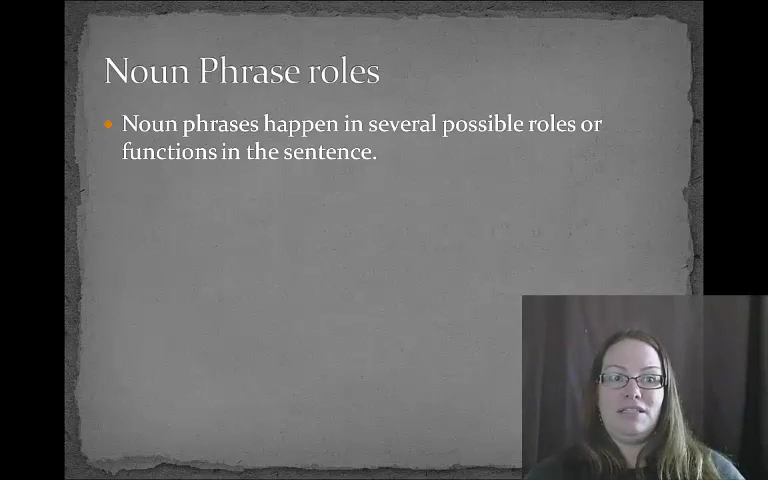 Noun Phrase roles
Noun phrases happen in several possible roles or
functions in the sentence.